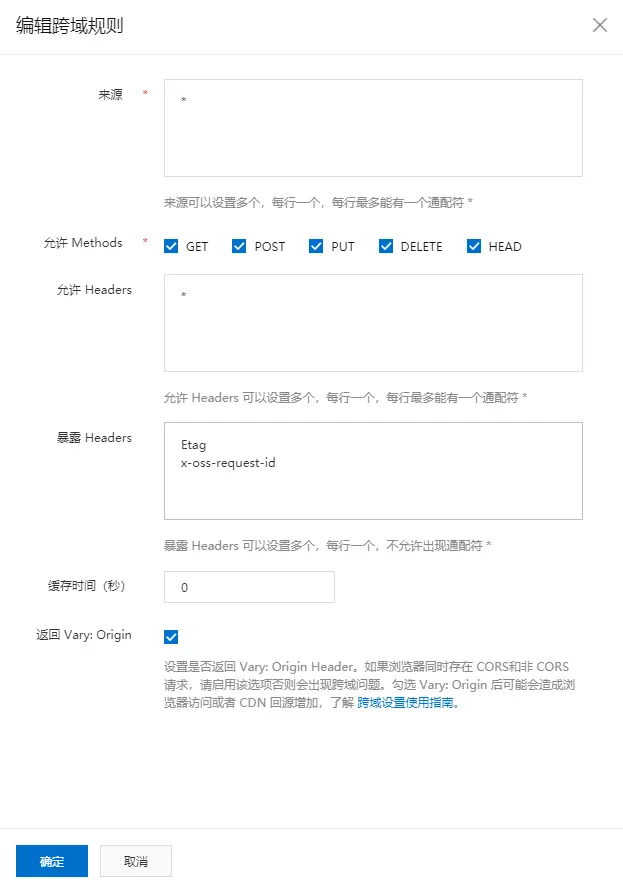 编辑跨域规则
来源 *
*
来源可以设置多个，每行一个，每行最多能有一个通配符 *
允许 Methods * GET POST PUT DELETE HEAD
允许 Headers
*
允许 Headers 可以设置多个，每行一个，每行最多能有一个通配符 *
暴露 Headers
Etag
x-oss-request-id
暴露 Headers 可以设置多个，每行一个，不允许出现通配符 *
缓存时间（秒） 0
返回 Vary: Origin
设置是否返回 Vary: Origin Header。如果浏览器同时存在 CORS和非 CORS
请求，请启用该选项否则会出现跨域问题。勾选 Vary: Origin 后可能会造成浏
览器访问或者 CDN 回源增加，了解 跨域设置使用指南。
确定 取消